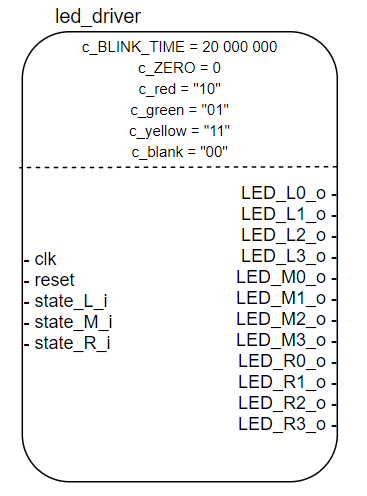 led_driver
c_BLINK_TIME = 20 000 000
c_ZERO = 0
c_red = "10"
c_green = "01"
c_yellow = "11"
c_blank = "00"
- clk
- reset
- state_L_i
- state_M_i
- state_R_i
LED_L0_o -
LED_L1_o -
LED_L2_o -
LED_L3_o -
LED_M0_o -
LED_M1_o -
LED_M2_o -
LED_M3_o -
LED_R0_o -
LED_R1_o -
LED_R2_o -
LED_R3_o -